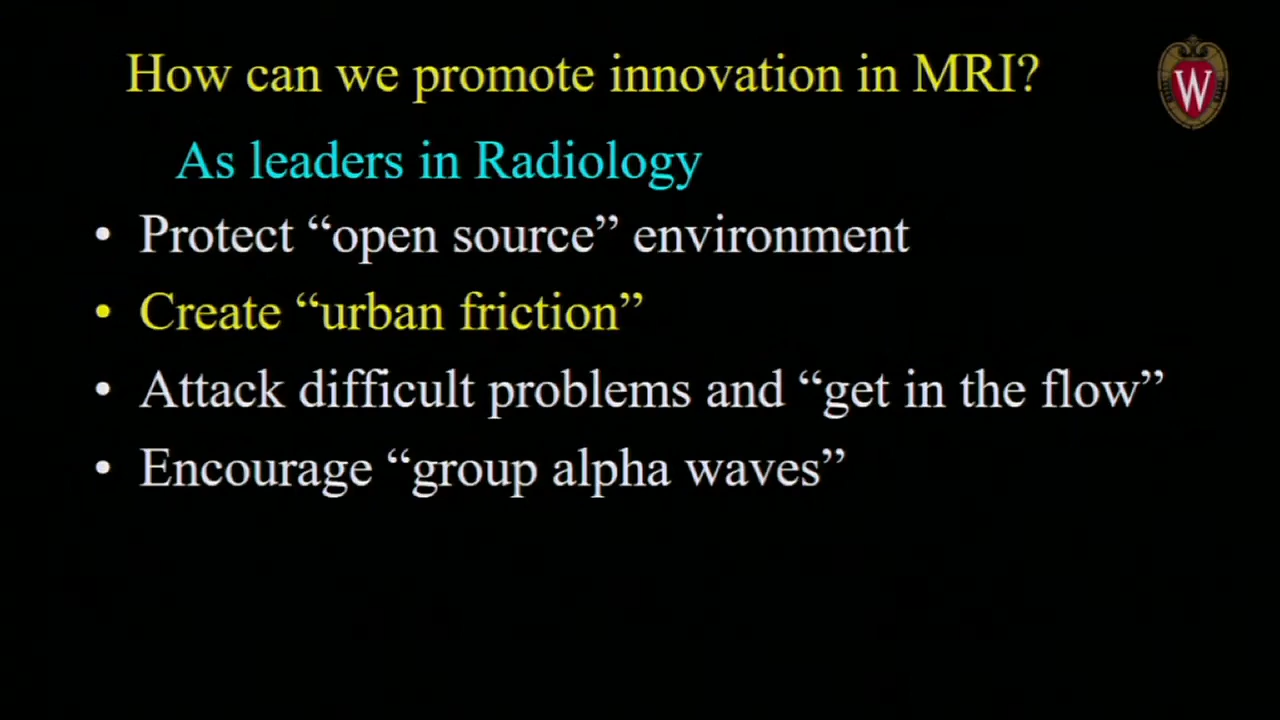 How can we promote innovation in MRI?
W
As leaders in Radiology
• Protect “open source” environment
• Create “urban friction”
• Attack difficult problems and “get in the flow”
• Encourage “group alpha waves”